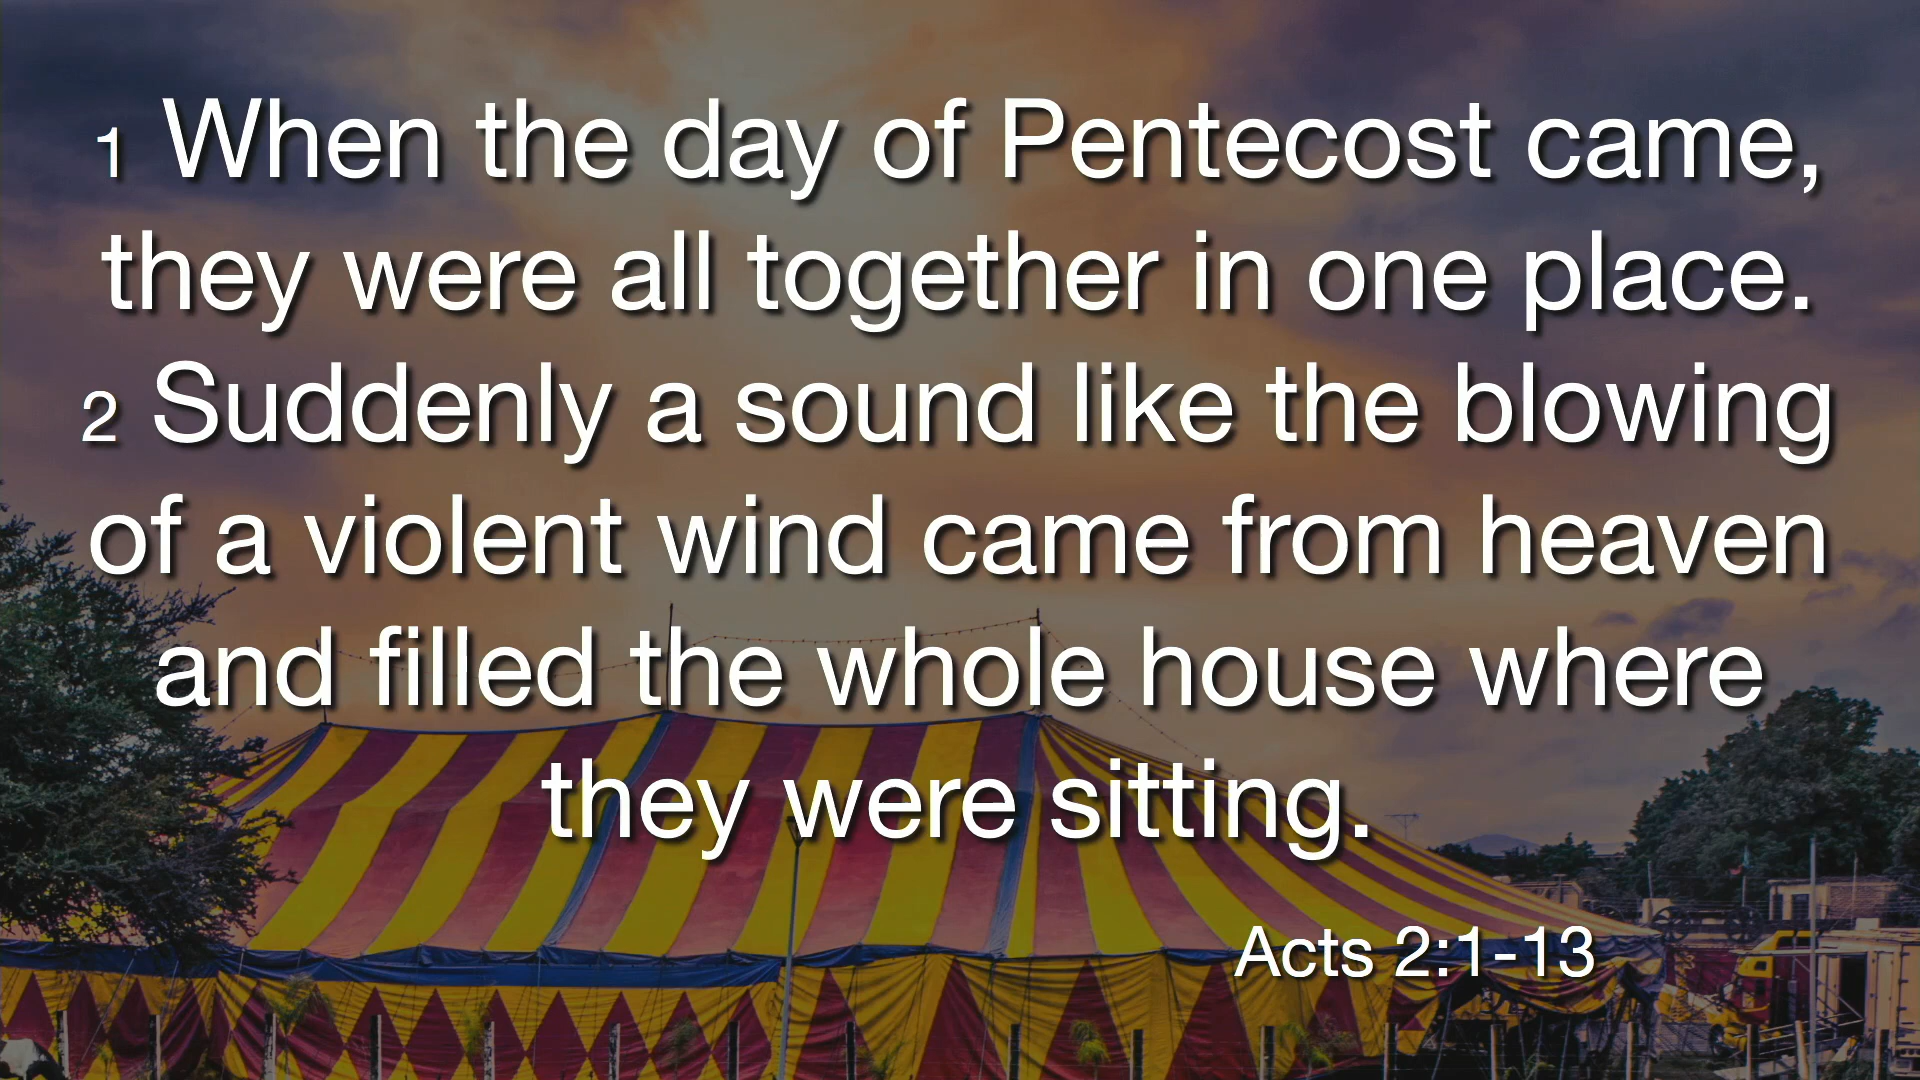 1 When the day of Pentecost came,
they were all together in one place.
2 Suddenly a sound like the blowing
of a violent wind came from heaven
and filled the whole house where
they were sitting.
Acts 2:1-13